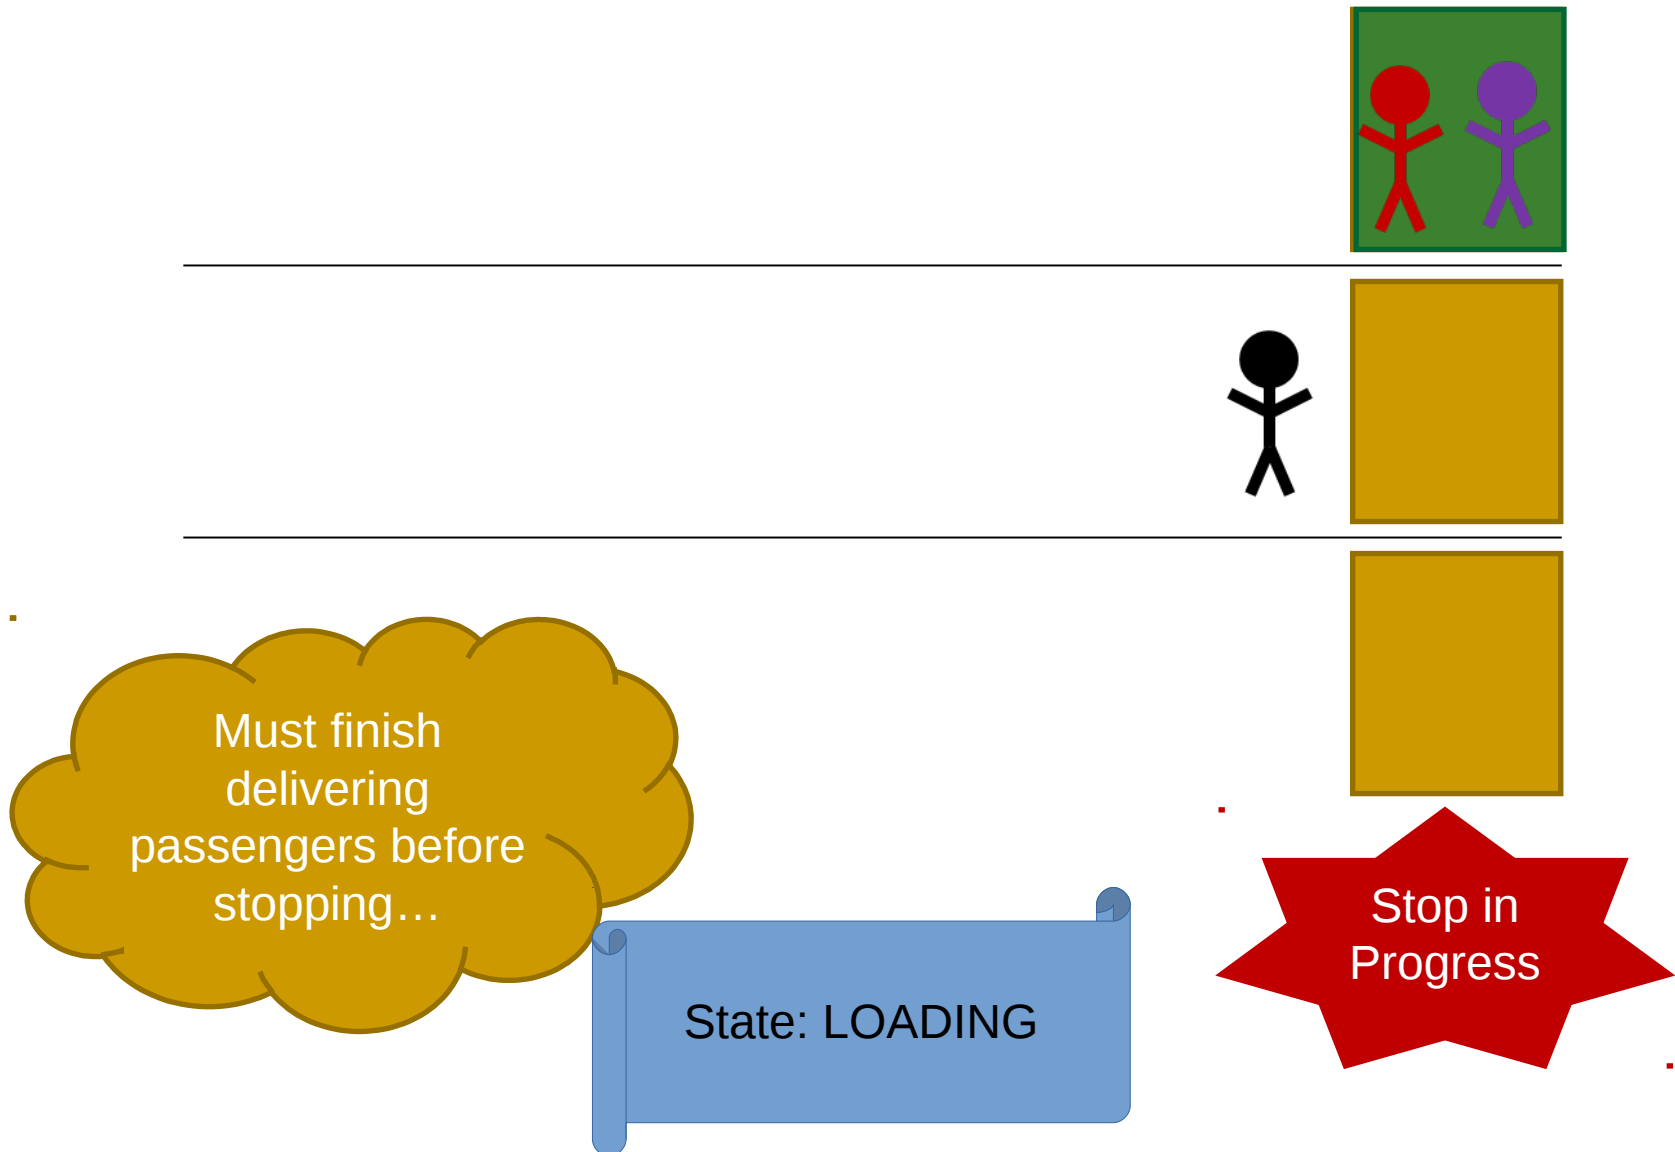 Must finish
delivering
passengers before
stopping…
State: LOADING
Stop in
Progress